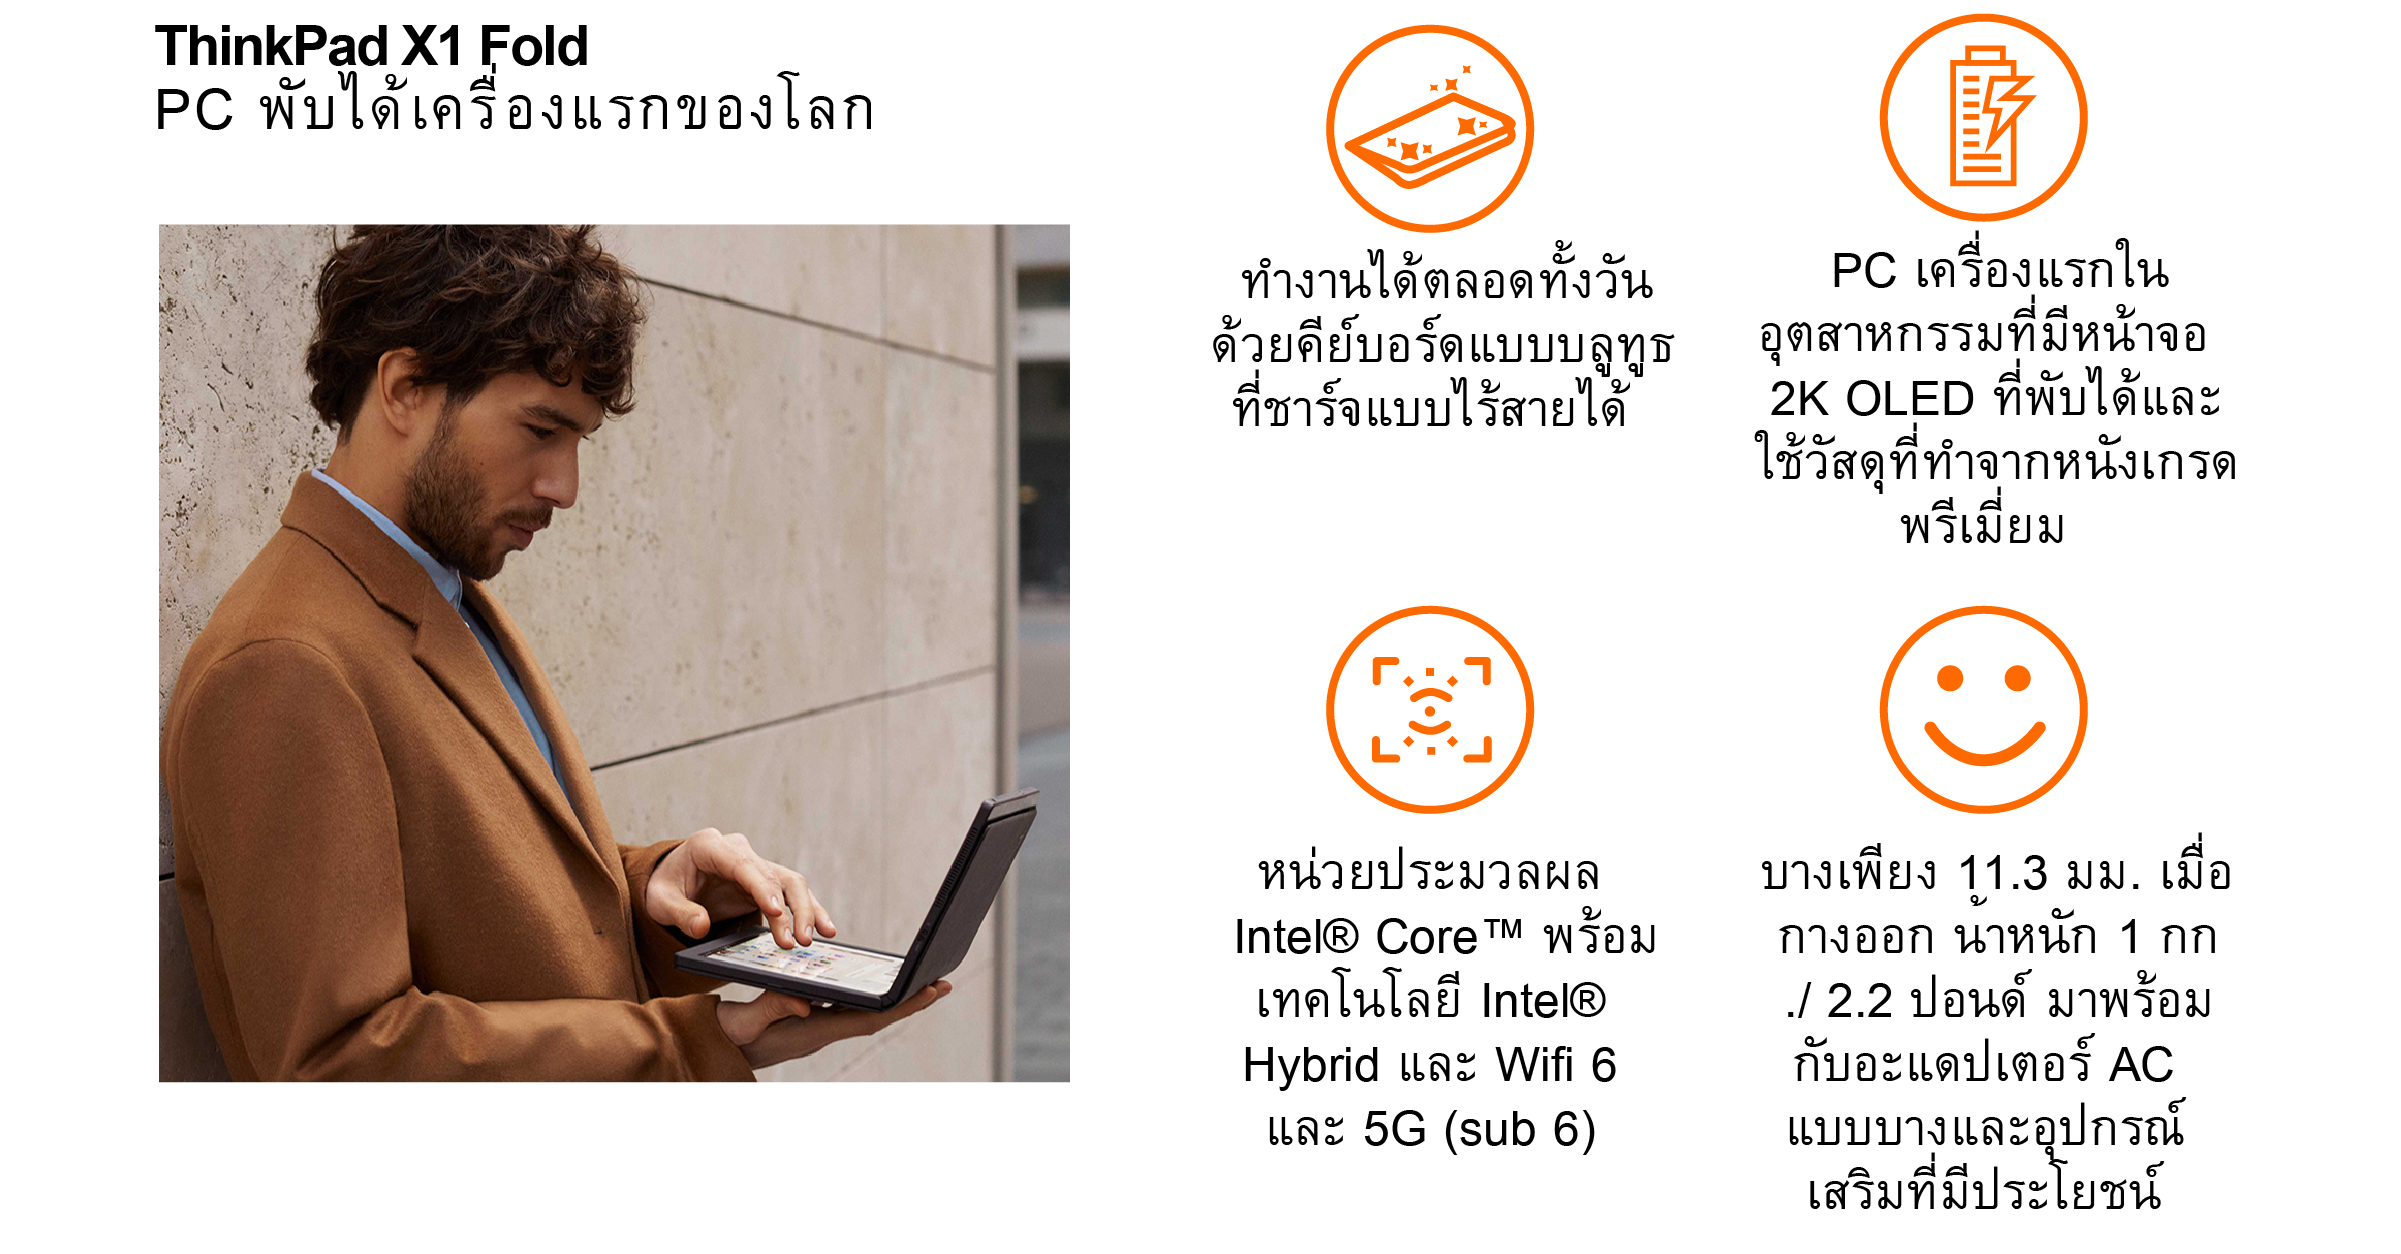 ThinkPad X1 Fold
PC พับได้เครื่องแรกของโลก
ทำงานได้ตลอดทั้งวัน
ด้วยคีย์บอร์ดแบบบลูทูธ
ที่ชาร์จแบบไร้สายได้
PC เครื่องแรกใน
อุตสาหกรรมที่มีหน้าจอ
2K OLED ที่พับได้และ
ใช้วัสดุที่ทำจากหนังเกรด
พรีเมี่ยม
หน่วยประมวลผล
Intel® Core™ พร้อม
เทคโนโลยี Intel®
Hybrid และ Wifi 6
และ 5G (sub 6)
บางเพียง 11.3 มม. เมื่อ
กางออก น้ำหนัก 1 กก
./ 2.2 ปอนด์ มาพร้อม
กับอะแดปเตอร์ AC
แบบบางและอุปกรณ์
เสริมที่มีประโยชน์